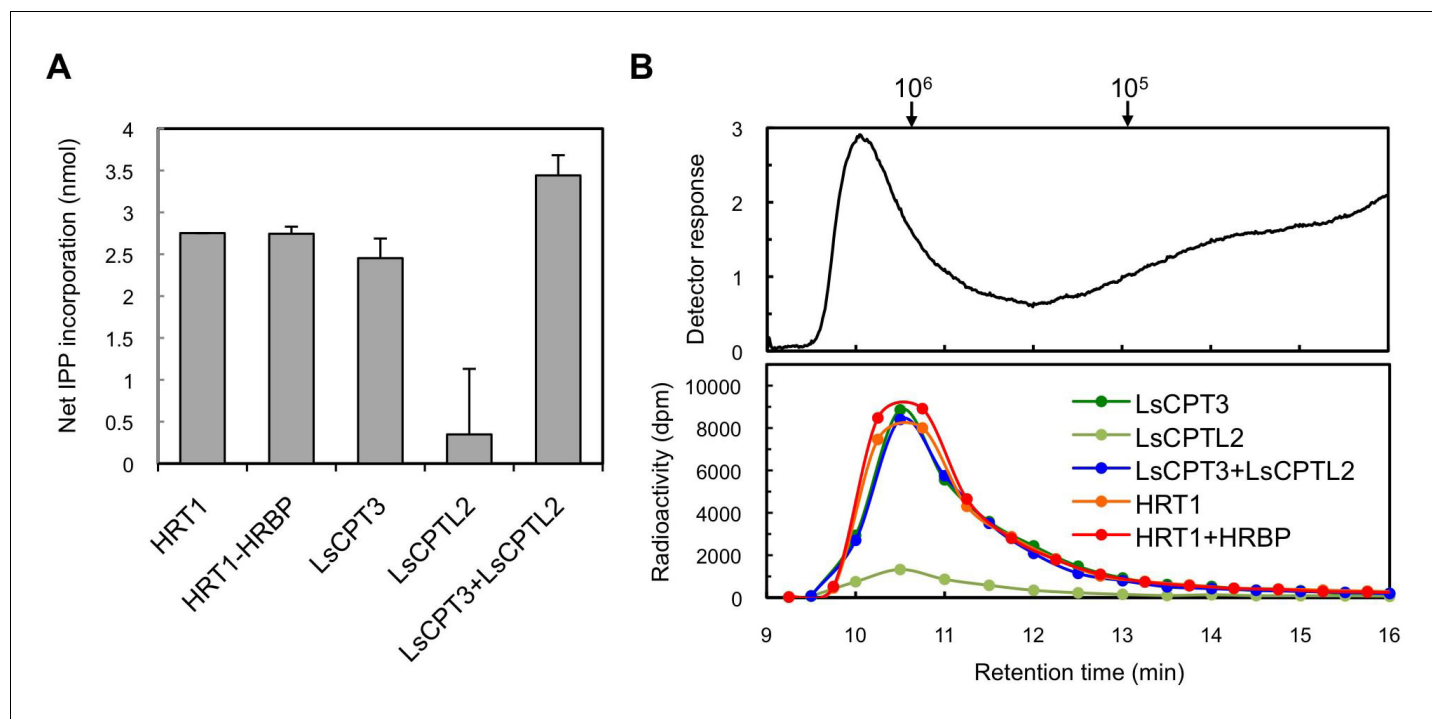 A
Net IPP incorporation (nmol)
4
3.5
3
2.5
2
1.5
1
0.5
0
HRT1
HRT1-HRBP
LsCPT3
LsCPTL2
LsCPT3+LsCPTL2
B
10⁶ 10⁵
Detector response
3
2
1
0
Radioactivity (dpm)
10000
8000
6000
4000
2000
0
LsCPT3
LsCPTL2
LsCPT3+LsCPTL2
HRT1
HRT1+HRBP
9 10 11 12 13 14 15 16
Retention time (min)